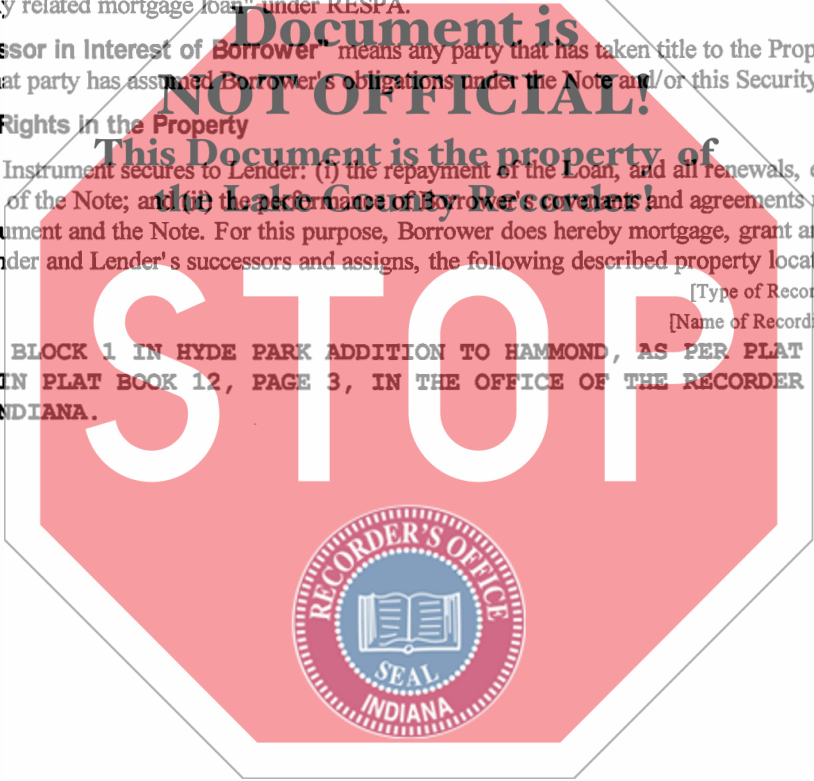 y related mortgage loan" under RESPA.
Document is
ssor in Interest of Borrower" means any party that has taken title to the Prop
at party has assumed Borrower's obligations under the Note and/or this Security
NOT OFFICIAL!
Rights in the Property
This Document is the property of
Instrument secures to Lender: (i) the repayment of the Loan, and all renewals,
the Lake County Recorder!
of the Note; and (ii) the performance of Borrower's covenants and agreements
ument and the Note. For this purpose, Borrower does hereby mortgage, grant an
der and Lender's successors and assigns, the following described property locat
[Type of Recor
[Name of Recordi
STOP
BLOCK 1 IN HYDE PARK ADDITION TO HAMMOND, AS PER PLAT
IN PLAT BOOK 12, PAGE 3, IN THE OFFICE OF THE RECORDER
NDIANA.
RECORDER'S OFFICE
SEAL
INDIANA